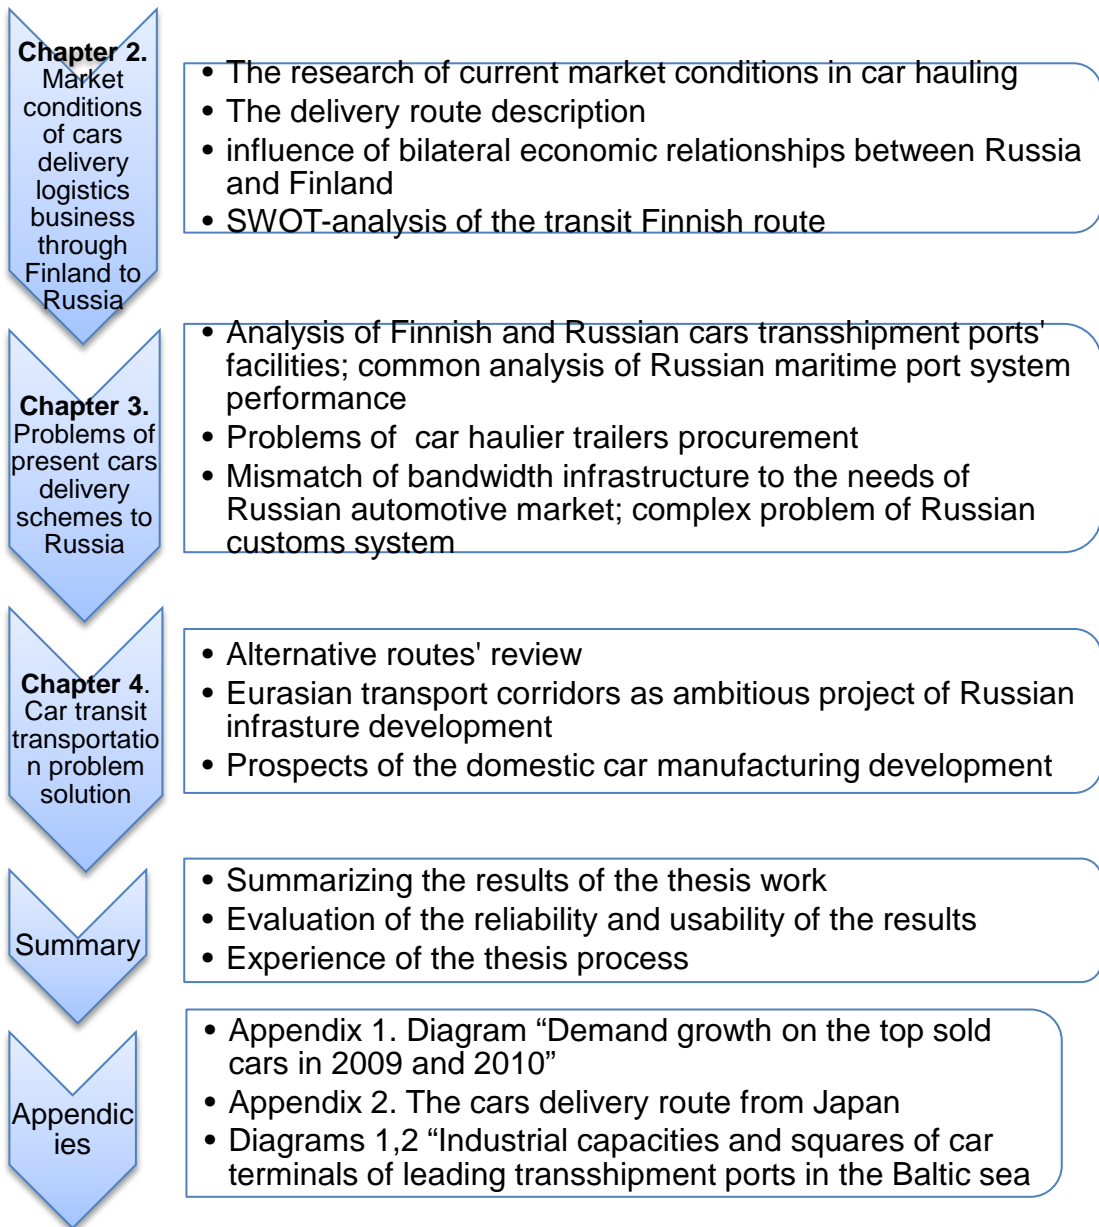 Chapter 2.
Market
conditions
of cars
delivery
logistics
business
through
Finland to
Russia
• The research of current market conditions in car hauling
• The delivery route description
• influence of bilateral economic relationships between Russia
and Finland
• SWOT-analysis of the transit Finnish route
Chapter 3.
Problems of
present cars
delivery
schemes to
Russia
• Analysis of Finnish and Russian cars transshipment ports'
facilities; common analysis of Russian maritime port system
performance
• Problems of  car haulier trailers procurement
• Mismatch of bandwidth infrastructure to the needs of
Russian automotive market; complex problem of Russian
customs system
Chapter 4.
Car transit
transportatio
n problem
solution
• Alternative routes' review
• Eurasian transport corridors as ambitious project of Russian
infrasture development
• Prospects of the domestic car manufacturing development
Summary
• Summarizing the results of the thesis work
• Evaluation of the reliability and usability of the results
• Experience of the thesis process
Appendic
ies
• Appendix 1. Diagram “Demand growth on the top sold
cars in 2009 and 2010”
• Appendix 2. The cars delivery route from Japan
• Diagrams 1,2 “Industrial capacities and squares of car
terminals of leading transshipment ports in the Baltic sea